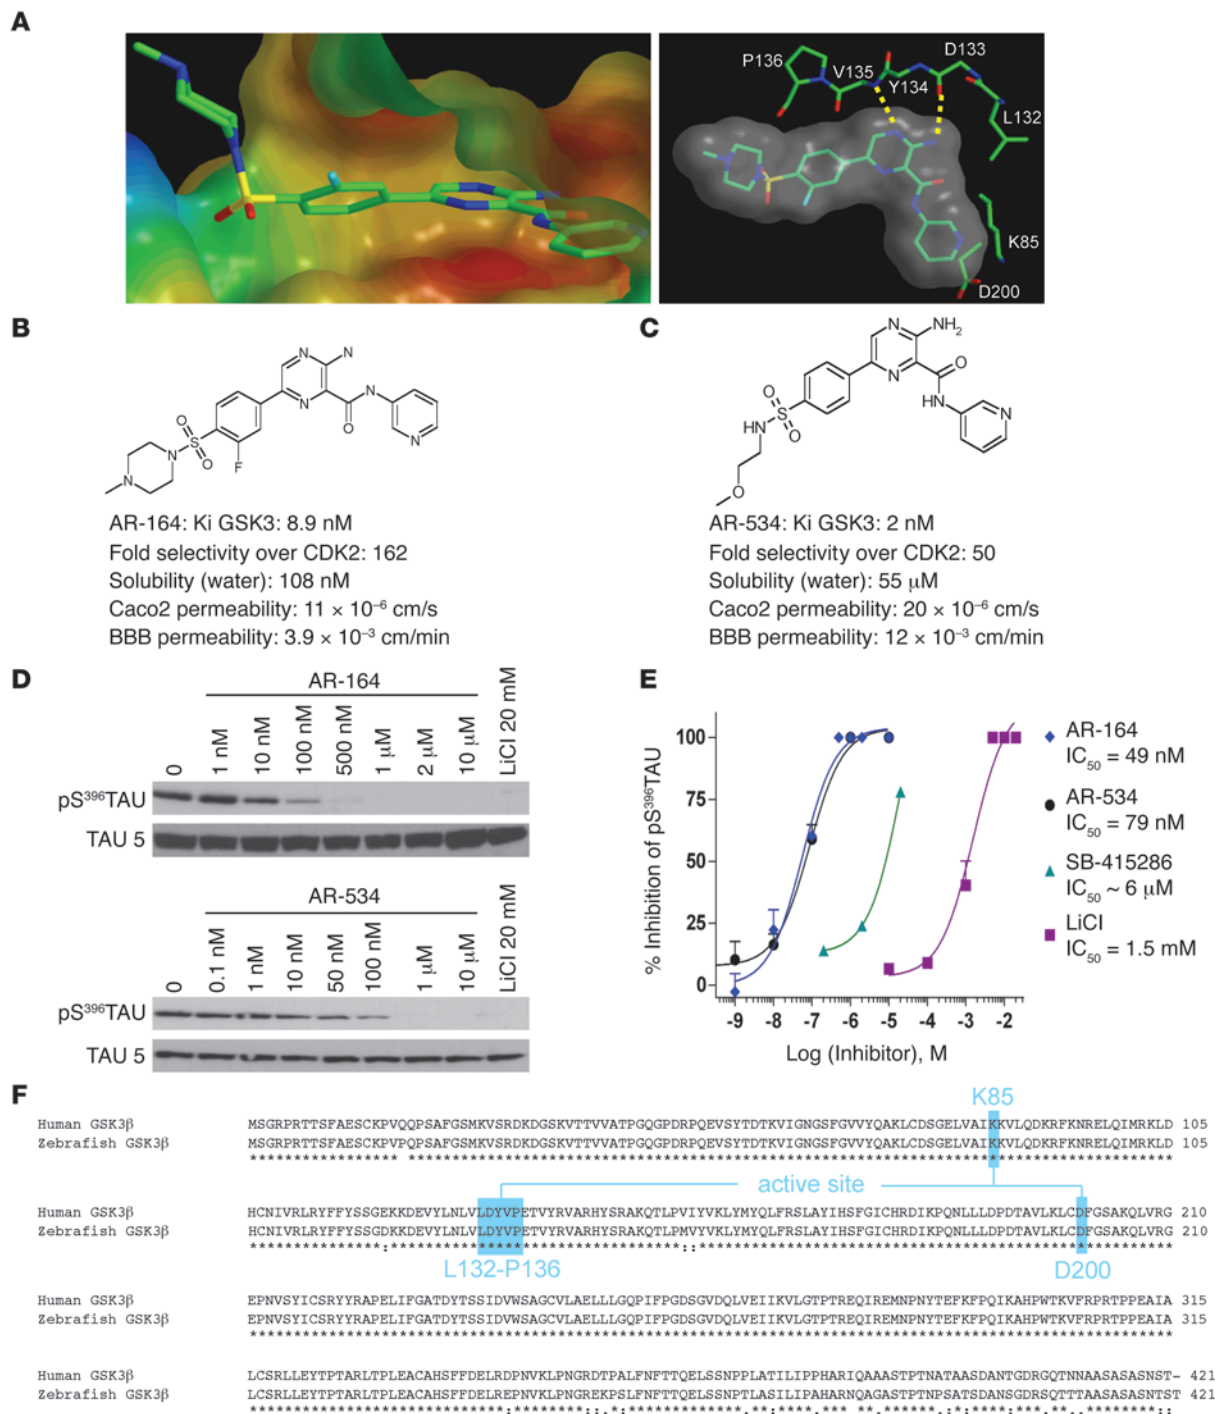 A
P136
V135
Y134
D133
L132
K85
D200
B
AR-164: Ki GSK3: 8.9 nM
Fold selectivity over CDK2: 162
Solubility (water): 108 nM
Caco2 permeability: 11 × 10⁻⁶ cm/s
BBB permeability: 3.9 × 10⁻³ cm/min
C
AR-534: Ki GSK3: 2 nM
Fold selectivity over CDK2: 50
Solubility (water): 55 μM
Caco2 permeability: 20 × 10⁻⁶ cm/s
BBB permeability: 12 × 10⁻³ cm/min
D
AR-164
0 1 nM 10 nM 100 nM 500 nM 1 μM 2 μM 10 μM LiCl 20 mM
pS³⁹⁶TAU
TAU 5
AR-534
0 0.1 nM 1 nM 10 nM 50 nM 100 nM 1 μM 10 μM LiCl 20 mM
pS³⁹⁶TAU
TAU 5
E
% Inhibition of pS³⁹⁶TAU
100
75
50
25
0
-9 -8 -7 -6 -5 -4 -3 -2
Log (Inhibitor), M
AR-164
IC₅₀ = 49 nM
AR-534
IC₅₀ = 79 nM
SB-415286
IC₅₀ ~ 6 μM
LiCl
IC₅₀ = 1.5 mM
F
K85
Human GSK3β MSGRPRTTSFAESCKPVQQPSAFGSMKVSRDKDGSKVTTVVATPGQGPDRPQEVSYTDTKVIGNGSFGVVYQAKLCDSGELVAIKKVLQDKRFKNRELQIMRKLD 105
Zebrafish GSK3β MSGRPRTTSFAESCKPVPQPSAFGSMKVSRDKDGSKVTTVVATPGQGPDRPQEVSYTDTKVIGNGSFGVVYQAKLCDSGELVAIKKVLQDKRFKNRELQIMRKLD 105
active site
Human GSK3β HCNIVRLRYFFYSSGEKKDEVYLNLVLDYVPETVYRVARHYSRAKQTLPVIYVKLYMYQLFRSLAYIHSFGICHRDIKPQNLLLDPDTAVLKLCDFGSAKQLVRG 210
Zebrafish GSK3β HCNIVRLRYFFYSSGDKKDEVYLNLVLDYVPETVYRVARHYSRAKQTLPMVYVKLYMYQLFRSLAYIHSFGICHRDIKPQNLLLDPDTAVLKLCDFGSAKQLVRG 210
L132-P136
D200
Human GSK3β EPNVSYICSRYYRAPELIFGATDYTSSIDVWSAGCVLAELLLGQPIFPGDSGVDQLVEIIKVLGTPTREQIREMNPNYTEFKFPQIKAHPWTKVFRPRTPPEAIA 315
Zebrafish GSK3β EPNVSYICSRYYRAPELIFGATDYTSSIDVWSAGCVLAELLLGQPIFPGDSGVDQLVEIIKVLGTPTREQIREMNPNYTEFKFPQIKAHPWTKVFRPRTPPEAIA 315
Human GSK3β LCSRLLEYTPTARLTPLEACAHSFFDELRDPNVKLPNGRDTPALFNFTTQELSSNPPLATILIPPHARIQAAASTPTNATAASDANTGDRGQTNNAASASASNST- 421
Zebrafish GSK3β LCSRLLEYTPTARLTPLEACAHSFFDELREPNVKLPNGREKPSLFNFTTQELSSNPTLASILIPAHARNQAGASTPTNPSATSDANSGDRSQTTTAASASASNTST 421